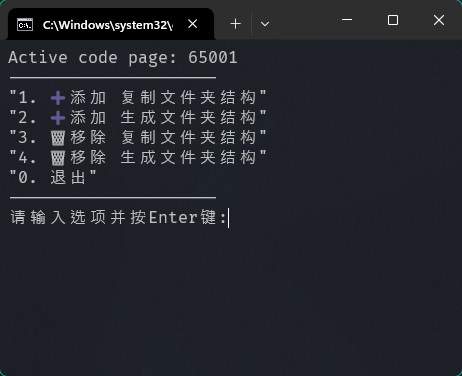 C:\Windows\system32\
Active code page: 65001
"1. ➕添加 复制文件夹结构"
"2. ➕添加 生成文件夹结构"
"3. 🗑移除 复制文件夹结构"
"4. 🗑移除 生成文件夹结构"
"0. 退出"
请输入选项并按Enter键: